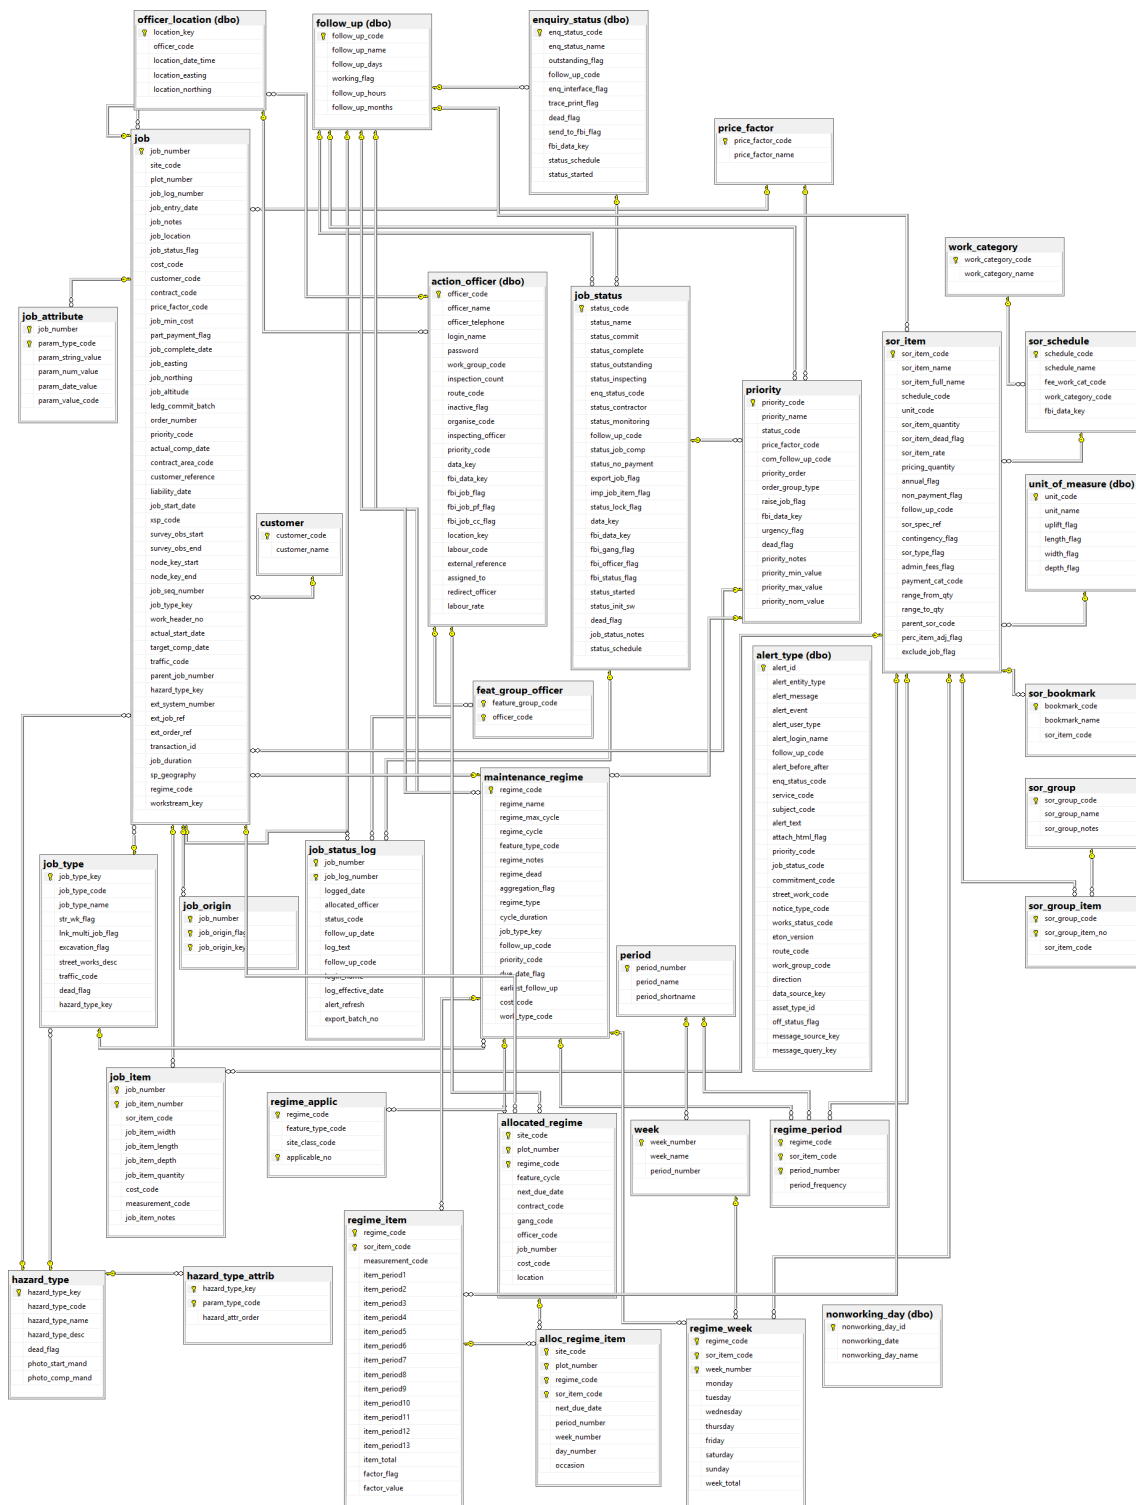 officer_location (dbo)
location_key
officer_code
location_date_time
location_easting
location_northing
follow_up (dbo)
follow_up_code
follow_up_name
follow_up_days
working_flag
follow_up_hours
follow_up_months
enquiry_status (dbo)
enq_status_code
enq_status_name
outstanding_flag
follow_up_code
enq_interface_flag
trace_print_flag
dead_flag
send_to_fbi_flag
fbi_data_key
status_schedule
status_started
price_factor
price_factor_code
price_factor_name
job
job_number
site_code
plot_number
job_log_number
job_entry_date
job_notes
job_location
job_status_flag
cost_code
customer_code
contract_code
price_factor_code
job_min_cost
part_payment_flag
job_complete_date
job_easting
job_northing
job_altitude
ledg_commit_batch
order_number
priority_code
actual_comp_date
contract_area_code
customer_reference
liability_date
job_start_date
xsp_code
survey_obs_start
survey_obs_end
node_key_start
node_key_end
job_seq_number
job_type_key
work_header_no
actual_start_date
target_comp_date
traffic_code
parent_job_number
hazard_type_key
ext_system_number
ext_job_ref
ext_order_ref
transaction_id
job_duration
sp_geography
regime_code
workstream_key
work_category
work_category_code
work_category_name
action_officer (dbo)
officer_code
officer_name
officer_telephone
login_name
password
work_group_code
inspection_count
route_code
inactive_flag
organise_code
inspecting_officer
priority_code
data_key
fbi_data_key
fbi_job_flag
fbi_job_pf_flag
fbi_job_cc_flag
location_key
labour_code
external_reference
assigned_to
redirect_officer
labour_rate
job_status
status_code
status_name
status_commit
status_complete
status_outstanding
status_inspecting
enq_status_code
status_contractor
status_monitoring
follow_up_code
status_job_comp
status_no_payment
export_job_flag
imp_job_item_flag
status_lock_flag
data_key
fbi_data_key
fbi_gang_flag
fbi_officer_flag
fbi_status_flag
status_started
status_init_sw
dead_flag
job_status_notes
status_schedule
job_attribute
job_number
param_type_code
param_string_value
param_num_value
param_date_value
param_value_code
sor_item
sor_item_code
sor_item_name
sor_item_full_name
schedule_code
unit_code
sor_item_quantity
sor_item_dead_flag
sor_item_rate
pricing_quantity
annual_flag
non_payment_flag
follow_up_code
sor_spec_ref
contingency_flag
sor_type_flag
admin_fees_flag
payment_cat_code
range_from_qty
range_to_qty
parent_sor_code
perc_item_adj_flag
exclude_job_flag
sor_schedule
schedule_code
schedule_name
fee_work_cat_code
work_category_code
fbi_data_key
priority
priority_code
priority_name
status_code
price_factor_code
com_follow_up_code
priority_order
order_group_type
raise_job_flag
fbi_data_key
urgency_flag
dead_flag
priority_notes
priority_min_value
priority_max_value
priority_nom_value
unit_of_measure (dbo)
unit_code
unit_name
uplift_flag
length_flag
width_flag
depth_flag
customer
customer_code
customer_name
alert_type (dbo)
alert_id
alert_entity_type
alert_message
alert_event
alert_user_type
alert_login_name
follow_up_code
alert_before_after
enq_status_code
service_code
subject_code
alert_text
attach_html_flag
priority_code
job_status_code
commitment_code
street_work_code
notice_type_code
works_status_code
eton_version
route_code
work_group_code
direction
data_source_key
asset_type_id
off_status_flag
message_source_key
message_query_key
feat_group_officer
feature_group_code
officer_code
sor_bookmark
bookmark_code
bookmark_name
sor_item_code
maintenance_regime
regime_code
regime_name
regime_max_cycle
regime_cycle
feature_type_code
regime_notes
regime_dead
aggregation_flag
regime_type
cycle_duration
job_type_key
follow_up_code
priority_code
due_date_flag
earliest_follow_up
cost_code
work_type_code
sor_group
sor_group_code
sor_group_name
sor_group_notes
job_status_log
job_number
job_log_number
logged_date
allocated_officer
status_code
follow_up_date
log_text
follow_up_code
login_name
log_effective_date
alert_refresh
export_batch_no
job_type
job_type_key
job_type_code
job_type_name
str_wk_flag
lnk_multi_job_flag
excavation_flag
street_works_desc
traffic_code
dead_flag
hazard_type_key
job_origin
job_number
job_origin_flag
job_origin_key
sor_group_item
sor_group_code
sor_group_item_no
sor_item_code
period
period_number
period_name
period_shortname
job_item
job_number
job_item_number
sor_item_code
job_item_width
job_item_length
job_item_depth
job_item_quantity
cost_code
measurement_code
job_item_notes
regime_applic
regime_code
feature_type_code
site_class_code
applicable_no
allocated_regime
site_code
plot_number
regime_code
feature_cycle
next_due_date
contract_code
gang_code
officer_code
job_number
cost_code
location
week
week_number
week_name
period_number
regime_period
regime_code
sor_item_code
period_number
period_frequency
regime_item
regime_code
sor_item_code
measurement_code
item_period1
item_period2
item_period3
item_period4
item_period5
item_period6
item_period7
item_period8
item_period9
item_period10
item_period11
item_period12
item_period13
item_total
factor_flag
factor_value
hazard_type
hazard_type_key
hazard_type_code
hazard_type_name
hazard_type_desc
dead_flag
photo_start_mand
photo_comp_mand
hazard_type_attrib
hazard_type_key
param_type_code
hazard_attr_order
alloc_regime_item
site_code
plot_number
regime_code
sor_item_code
next_due_date
period_number
week_number
day_number
occasion
regime_week
regime_code
sor_item_code
week_number
monday
tuesday
wednesday
thursday
friday
saturday
sunday
week_total
nonworking_day (dbo)
nonworking_day_id
nonworking_date
nonworking_day_name